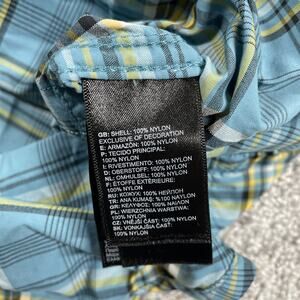 GB: SHELL: 100% NYLON
EXCLUSIVE OF DECORATION
E: ARMAZÓN: 100% NYLON
P: TECIDO PRINCIPAL:
100% NYLON
I: RIVESTIMENTO: 100% NYLON
D: OBERSTOFF: 100% NYLON
NL: OMHULSEL: 100% NYLON
F: ÉTOFFE EXTÉRIEURE:
100% NYLON
RU: КОЖУХ: 100% НЕЙЛОН
TR: ANA KUMAŞ: %100 NAYLON
GR: ΚΕΛΥΦΟΣ: 100% NYLON
PL: WIERZCHNIA WARSTWA:
100% NYLON
CZ: VNĚJŠÍ ČÁST: 100% NYLON
SK: VONKAJŠIA ČASŤ:
100% NYLON